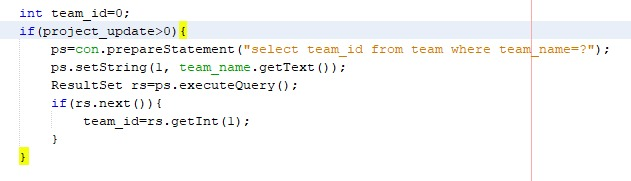 int team_id=0;
if(project_update>0){
ps=con.prepareStatement("select team_id from team where team_name=?");
ps.setString(1, team_name.getText());
ResultSet rs=ps.executeQuery();
if(rs.next()){
team_id=rs.getInt(1);
}
}